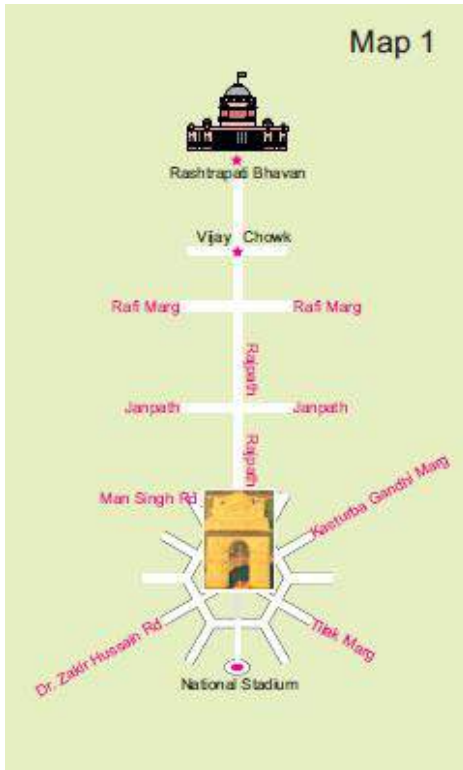 Map 1
Rashtrapati Bhavan
Vijay Chowk
Rafi Marg Rafi Marg
Rajpath
Janpath Janpath
Rajpath
Man Singh Rd
Kasturba Gandhi Marg
Dr. Zakir Hussain Rd
Tilak Marg
National Stadium